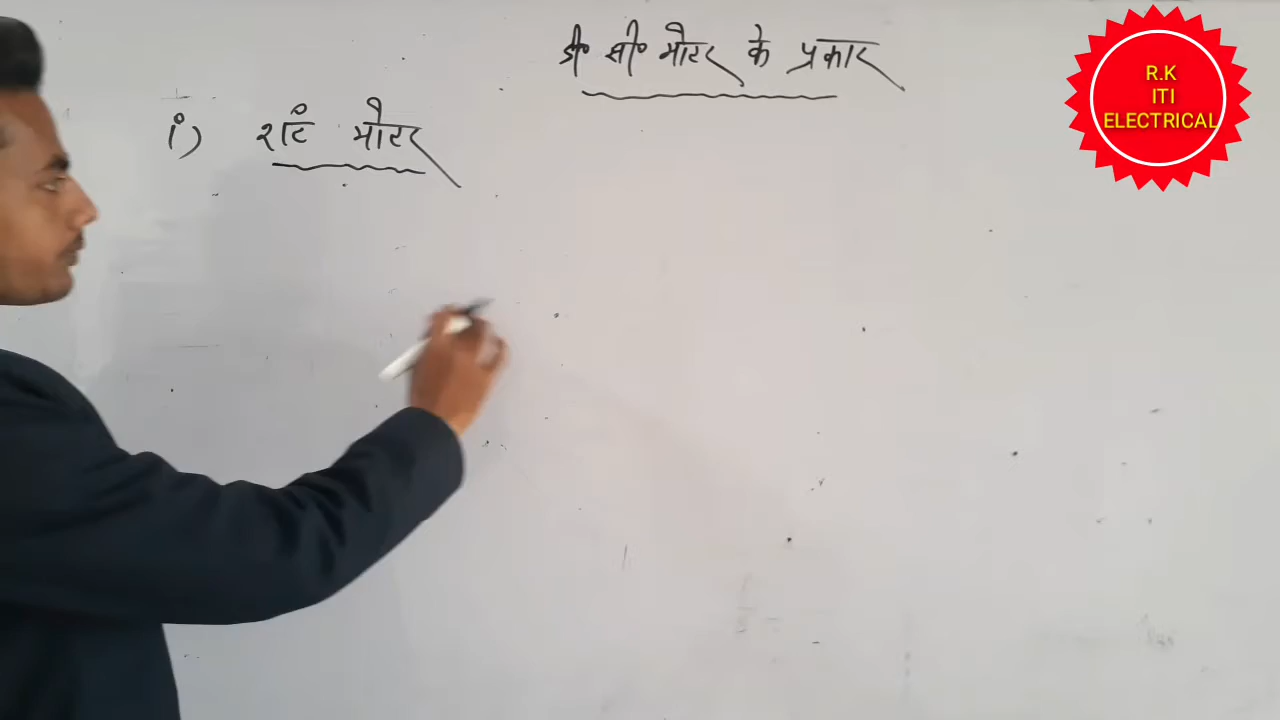 डी० सी० मोटर के प्रकार
i) शंट मोटर
R.K
ITI
ELECTRICAL